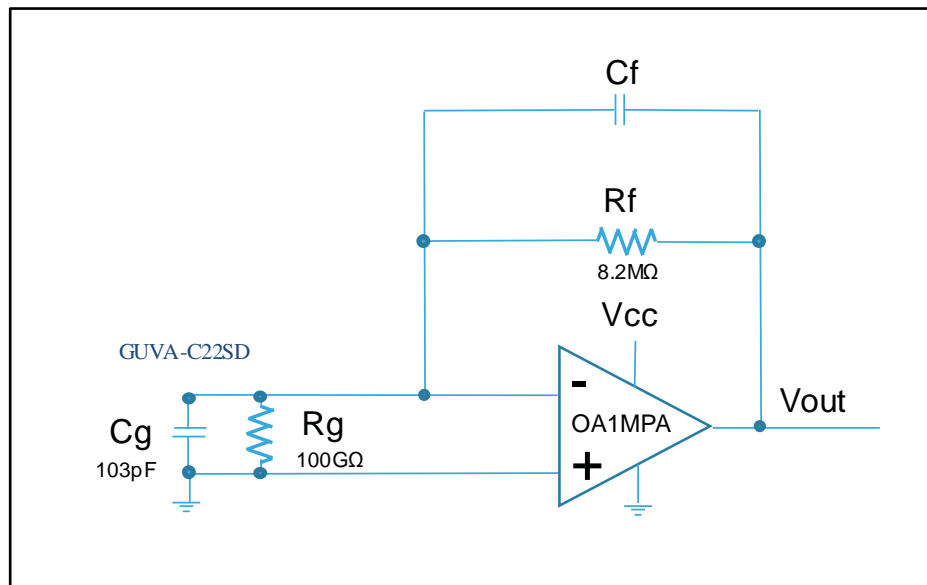 Cf
Rf
8.2MΩ
Vcc
GUVA-C22SD
-
OA1MPA
Vout
Cg
Rg
103pF
100GΩ
+